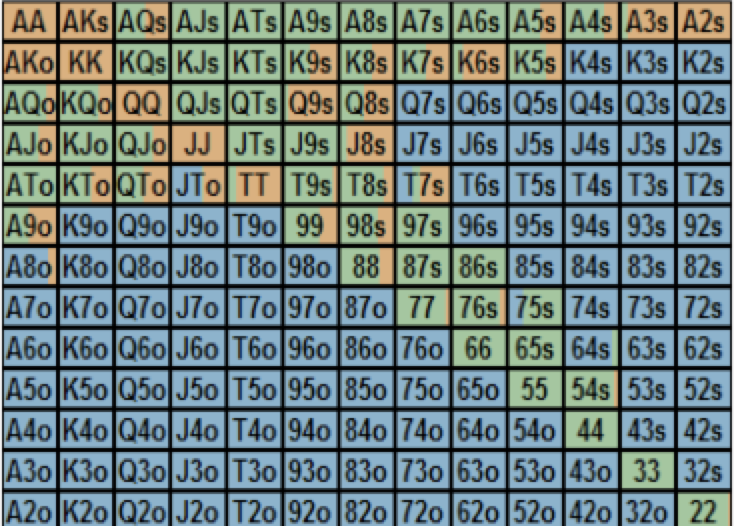 AA AKs AQs AJs ATs A9s A8s A7s A6s A5s A4s A3s A2s
AKo KK KQs KJs KTs K9s K8s K7s K6s K5s K4s K3s K2s
AQo KQo QQ QJs QTs Q9s Q8s Q7s Q6s Q5s Q4s Q3s Q2s
AJo KJo QJo JJ JTs J9s J8s J7s J6s J5s J4s J3s J2s
ATo KTo QTo JTo TT T9s T8s T7s T6s T5s T4s T3s T2s
A9o K9o Q9o J9o T9o 99 98s 97s 96s 95s 94s 93s 92s
A8o K8o Q8o J8o T8o 98o 88 87s 86s 85s 84s 83s 82s
A7o K7o Q7o J7o T7o 97o 87o 77 76s 75s 74s 73s 72s
A6o K6o Q6o J6o T6o 96o 86o 76o 66 65s 64s 63s 62s
A5o K5o Q5o J5o T5o 95o 85o 75o 65o 55 54s 53s 52s
A4o K4o Q4o J4o T4o 94o 84o 74o 64o 54o 44 43s 42s
A3o K3o Q3o J3o T3o 93o 83o 73o 63o 53o 43o 33 32s
A2o K2o Q2o J2o T2o 92o 82o 72o 62o 52o 42o 32o 22